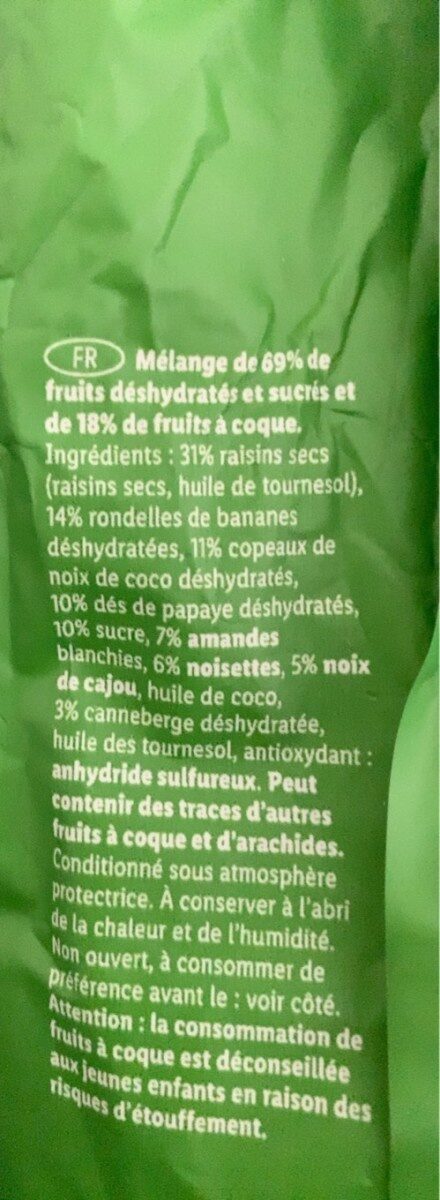 FR Mélange de 69% de
fruits déshydratés et sucrés et
de 18% de fruits à coque.
Ingrédients : 31% raisins secs
(raisins secs, huile de tournesol),
14% rondelles de bananes
déshydratées, 11% copeaux de
noix de coco déshydratés,
10% dés de papaye déshydratés,
10% sucre, 7% amandes
blanchies, 6% noisettes, 5% noix
de cajou, huile de coco,
3% canneberge déshydratée,
huile des tournesol, antioxydant :
anhydride sulfureux. Peut
contenir des traces d'autres
fruits à coque et d'arachides.
Conditionné sous atmosphère
protectrice. À conserver à l'abri
de la chaleur et de l'humidité.
Non ouvert, à consommer de
préférence avant le : voir côté.
Attention : la consommation de
fruits à coque est déconseillée
aux jeunes enfants en raison des
risques d'étouffement.